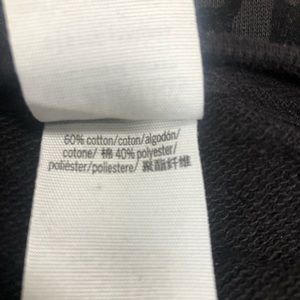 60% cotton/coton/algodón/
cotone/ 棉 40% polyester/
poliéster/poliestere/ 聚酯纤维